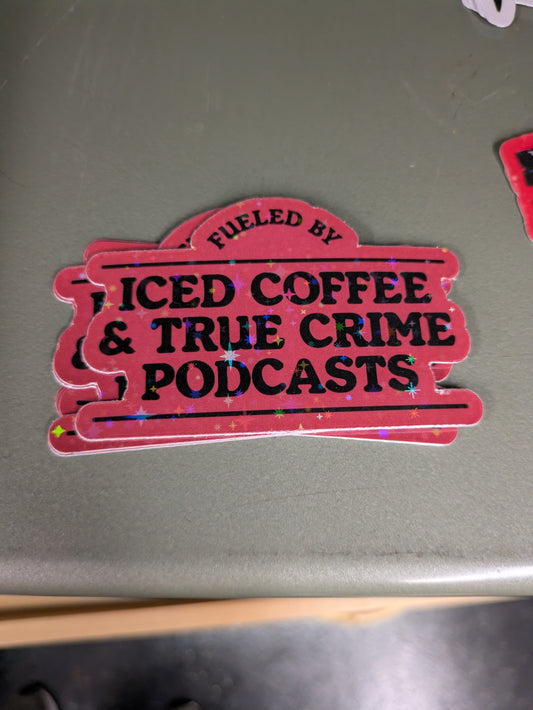 FUELED BY
ICED COFFEE
& TRUE CRIME
PODCASTS